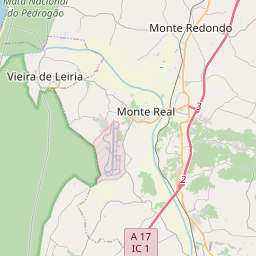 Mata Nacional
do Pedrogão
Monte Redondo
Vieira de Leiria
Monte Real
3
2
A 17
IC 1